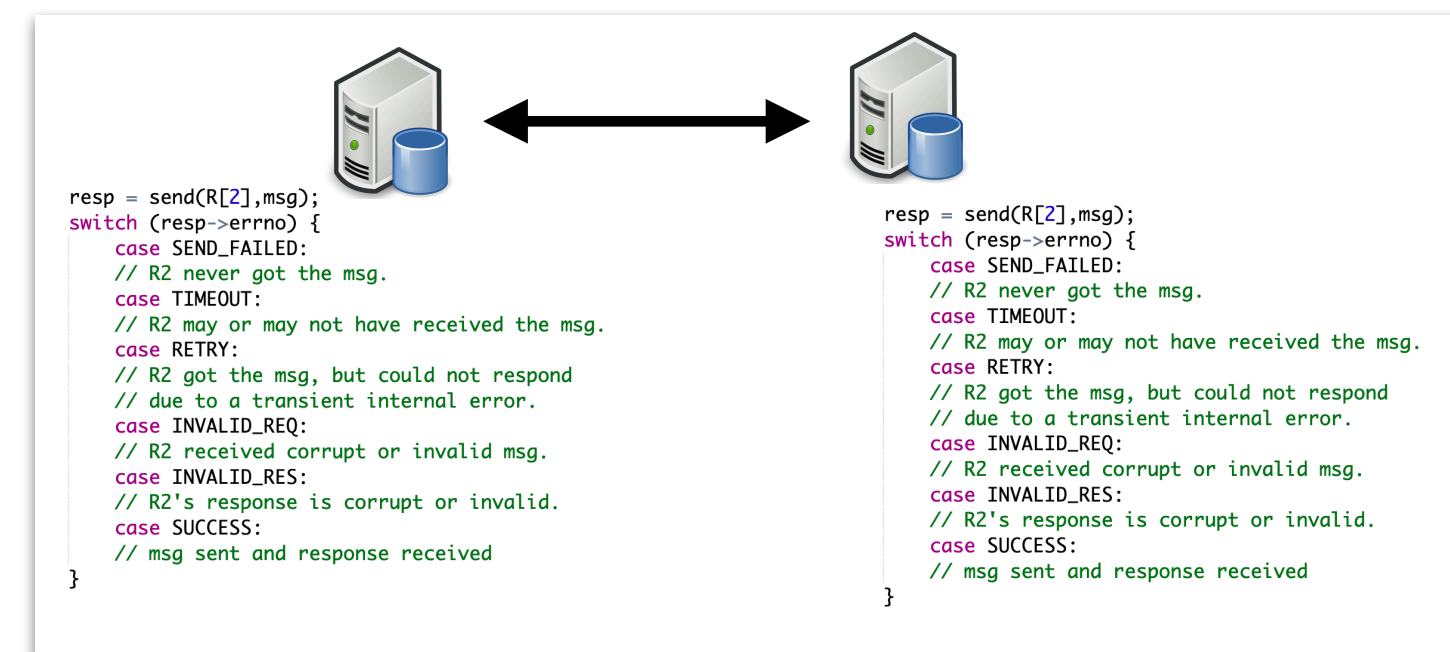 resp = send(R[2],msg);
switch (resp->errno) {
case SEND_FAILED:
// R2 never got the msg.
case TIMEOUT:
// R2 may or may not have received the msg.
case RETRY:
// R2 got the msg, but could not respond
// due to a transient internal error.
case INVALID_REQ:
// R2 received corrupt or invalid msg.
case INVALID_RES:
// R2's response is corrupt or invalid.
case SUCCESS:
// msg sent and response received
}
resp = send(R[2],msg);
switch (resp->errno) {
case SEND_FAILED:
// R2 never got the msg.
case TIMEOUT:
// R2 may or may not have received the msg.
case RETRY:
// R2 got the msg, but could not respond
// due to a transient internal error.
case INVALID_REQ:
// R2 received corrupt or invalid msg.
case INVALID_RES:
// R2's response is corrupt or invalid.
case SUCCESS:
// msg sent and response received
}